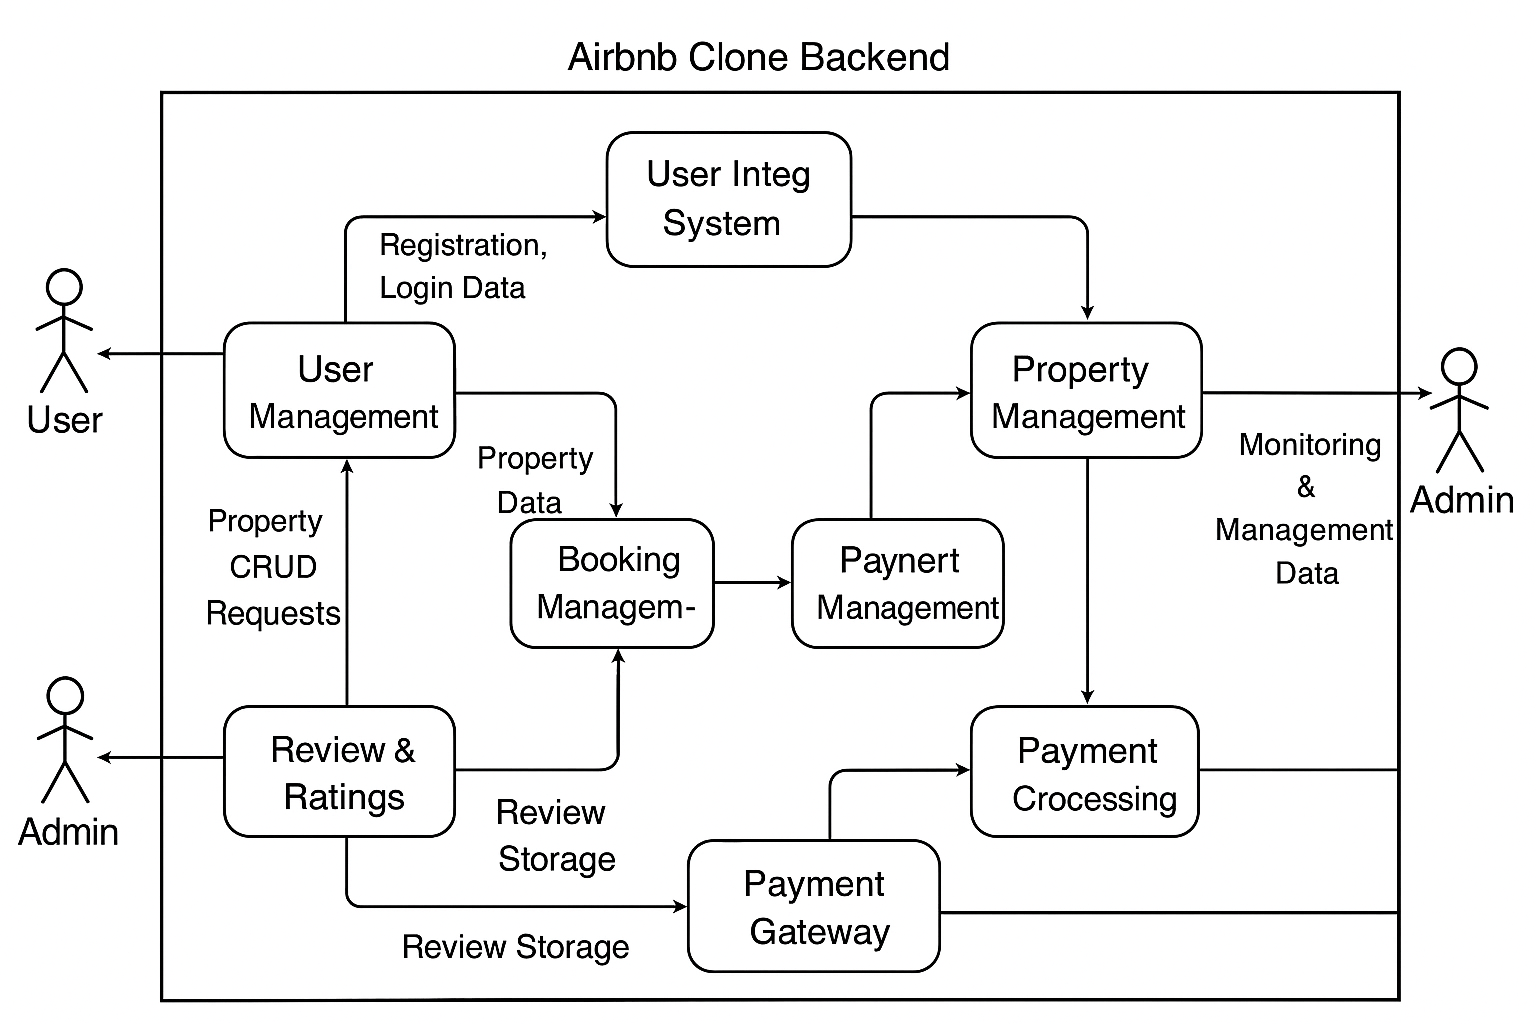 Airbnb Clone Backend
User Integ
System
Registration,
Login Data
User
User
Management
Property
Management
Admin
Monitoring
&
Management
Data
Property
Data
Property
CRUD
Requests
Booking
Managem-
Paynert
Management
Admin
Review &
Ratings
Review
Storage
Payment
Crocessing
Payment
Gateway
Review Storage